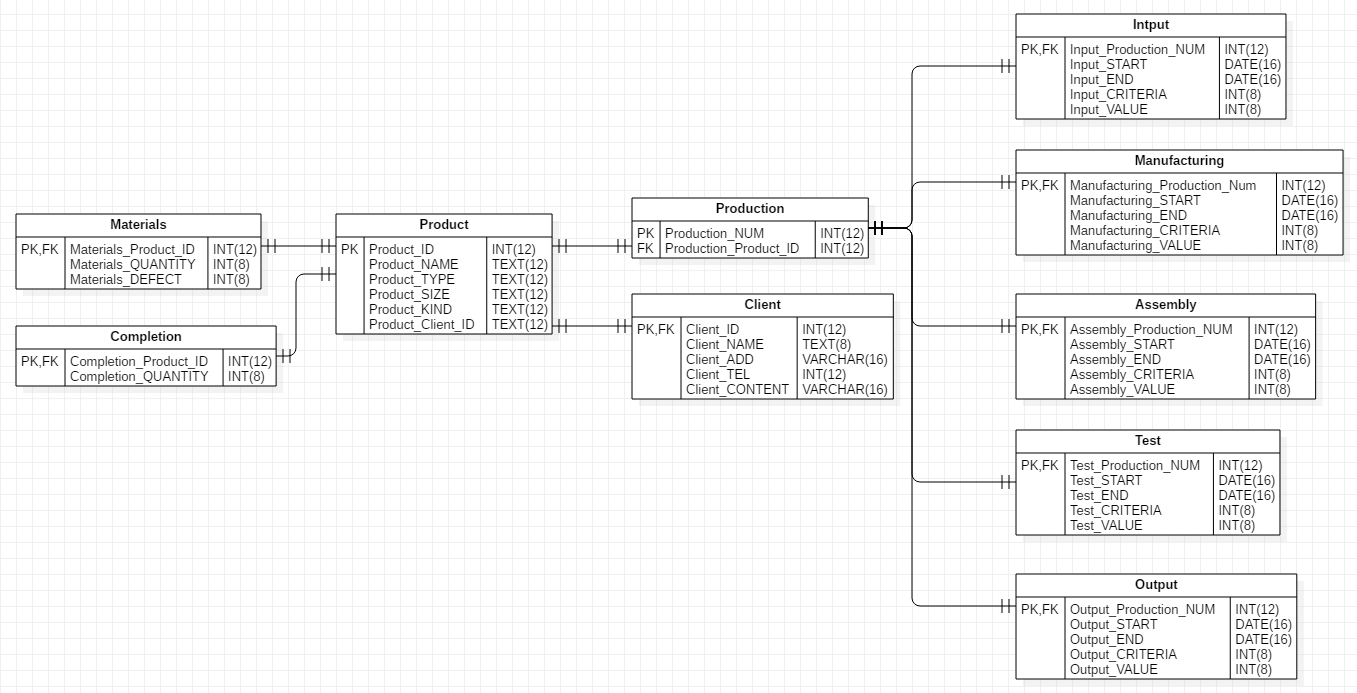 Intput
PK,FK Input_Production_NUM INT(12)
Input_START DATE(16)
Input_END DATE(16)
Input_CRITERIA INT(8)
Input_VALUE INT(8)
Manufacturing
PK,FK Manufacturing_Production_Num INT(12)
Manufacturing_START DATE(16)
Manufacturing_END DATE(16)
Manufacturing_CRITERIA INT(8)
Manufacturing_VALUE INT(8)
Materials
PK,FK Materials_Product_ID INT(12)
Materials_QUANTITY INT(8)
Materials_DEFECT INT(8)
Product
PK Product_ID INT(12)
Product_NAME TEXT(12)
Product_TYPE TEXT(12)
Product_SIZE TEXT(12)
Product_KIND TEXT(12)
Product_Client_ID TEXT(12)
Production
PK Production_NUM INT(12)
FK Production_Product_ID INT(12)
Completion
PK,FK Completion_Product_ID INT(12)
Completion_QUANTITY INT(8)
Client
PK,FK Client_ID INT(12)
Client_NAME TEXT(8)
Client_ADD VARCHAR(16)
Client_TEL INT(12)
Client_CONTENT VARCHAR(16)
Assembly
PK,FK Assembly_Production_NUM INT(12)
Assembly_START DATE(16)
Assembly_END DATE(16)
Assembly_CRITERIA INT(8)
Assembly_VALUE INT(8)
Test
PK,FK Test_Production_NUM INT(12)
Test_START DATE(16)
Test_END DATE(16)
Test_CRITERIA INT(8)
Test_VALUE INT(8)
Output
PK,FK Output_Production_NUM INT(12)
Output_START DATE(16)
Output_END DATE(16)
Output_CRITERIA INT(8)
Output_VALUE INT(8)